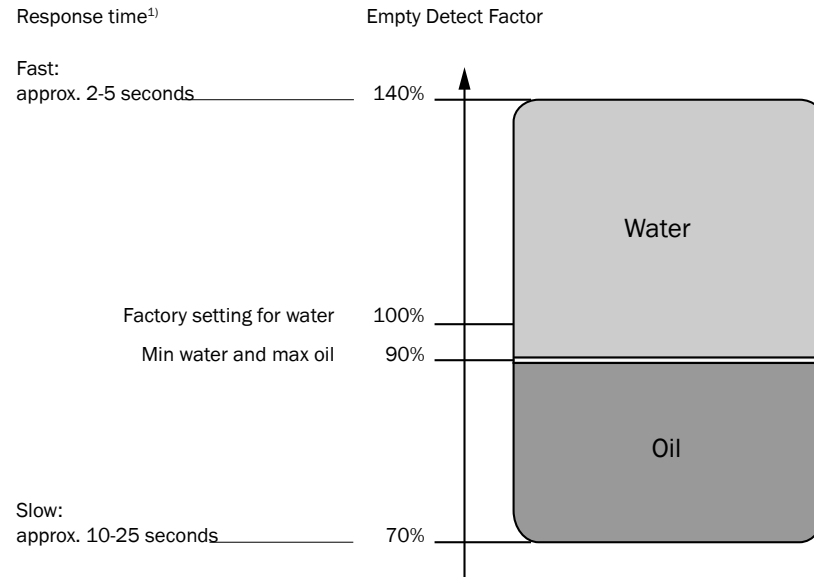 Response time1) Empty Detect Factor
Fast:
approx. 2-5 seconds 140%
Water
Factory setting for water 100%
Min water and max oil 90%
Oil
Slow:
approx. 10-25 seconds 70%